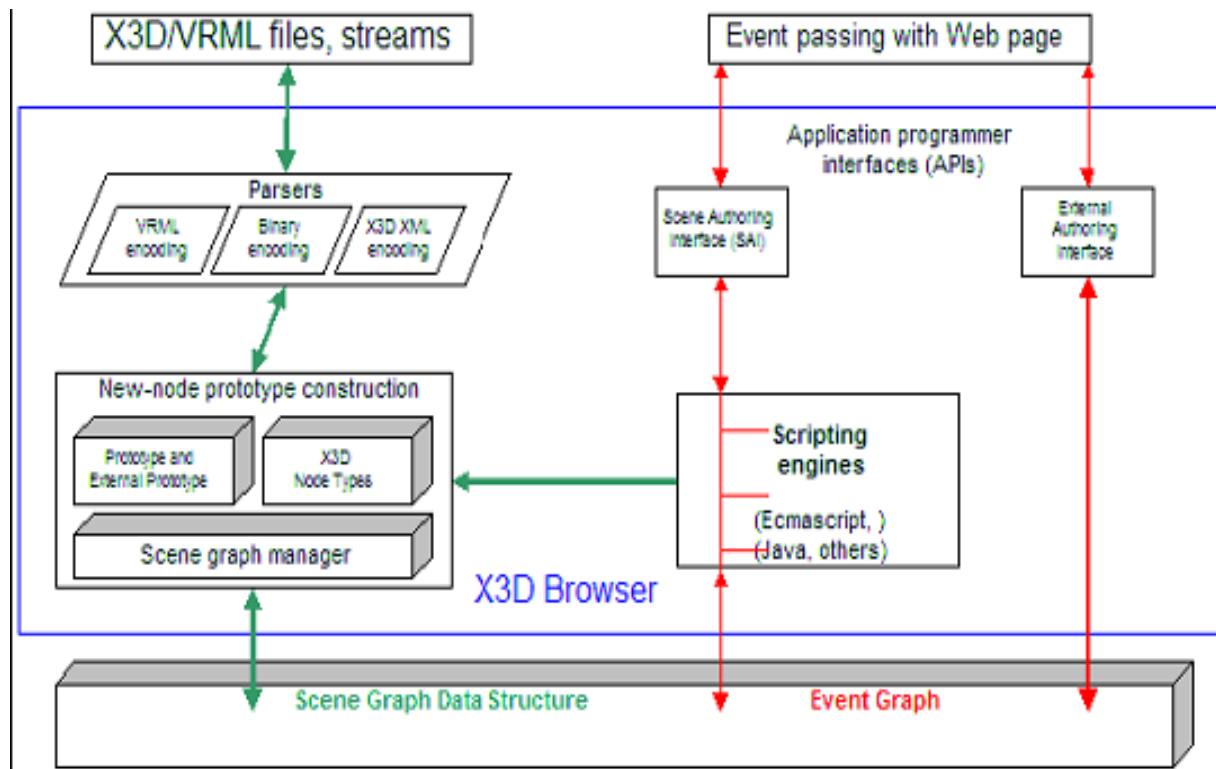 X3D/VRML files, streams
Event passing with Web page
Application programmer
interfaces (APIs)
Parsers
VRML
encoding
Binary
encoding
X3D XML
encoding
Scene Authoring
Interface (SAI)
External
Authoring
Interface
New-node prototype construction
Prototype and
External Prototype
X3D
Node Types
Scene graph manager
Scripting
engines
(Ecmascript, )
(Java, others)
X3D Browser
Scene Graph Data Structure
Event Graph